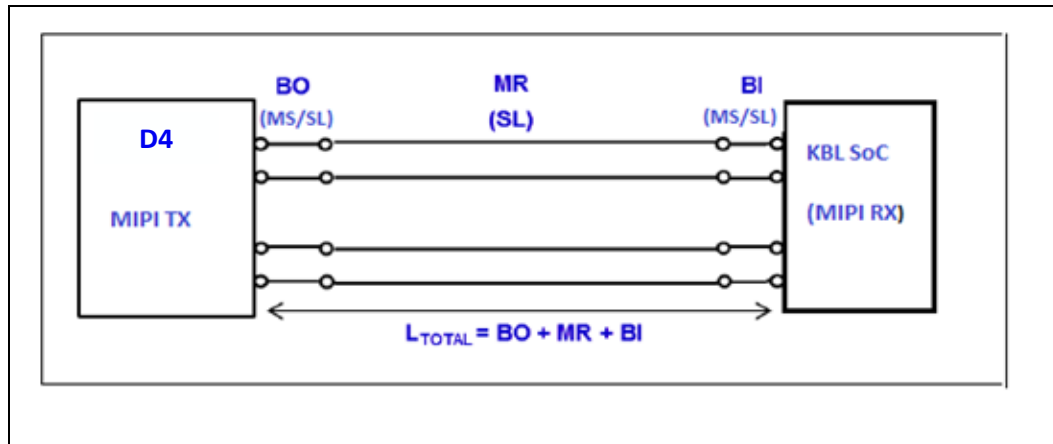 BO
MR
BI
(MS/SL)
(SL)
(MS/SL)
D4
MIPI TX
KBL SoC
(MIPI RX)
LTOTAL = BO + MR + BI